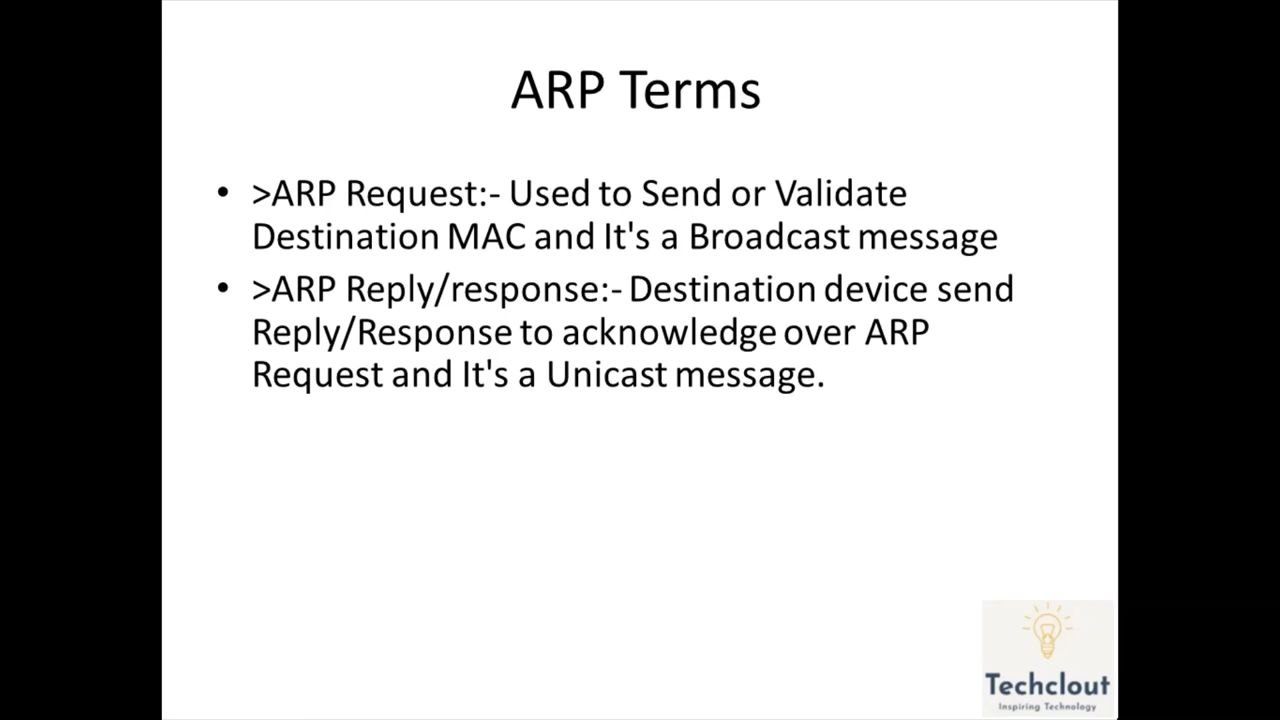 ARP Terms
• >ARP Request:- Used to Send or Validate
Destination MAC and It's a Broadcast message
• >ARP Reply/response:- Destination device send
Reply/Response to acknowledge over ARP
Request and It's a Unicast message.
Techclout
Inspiring Technology